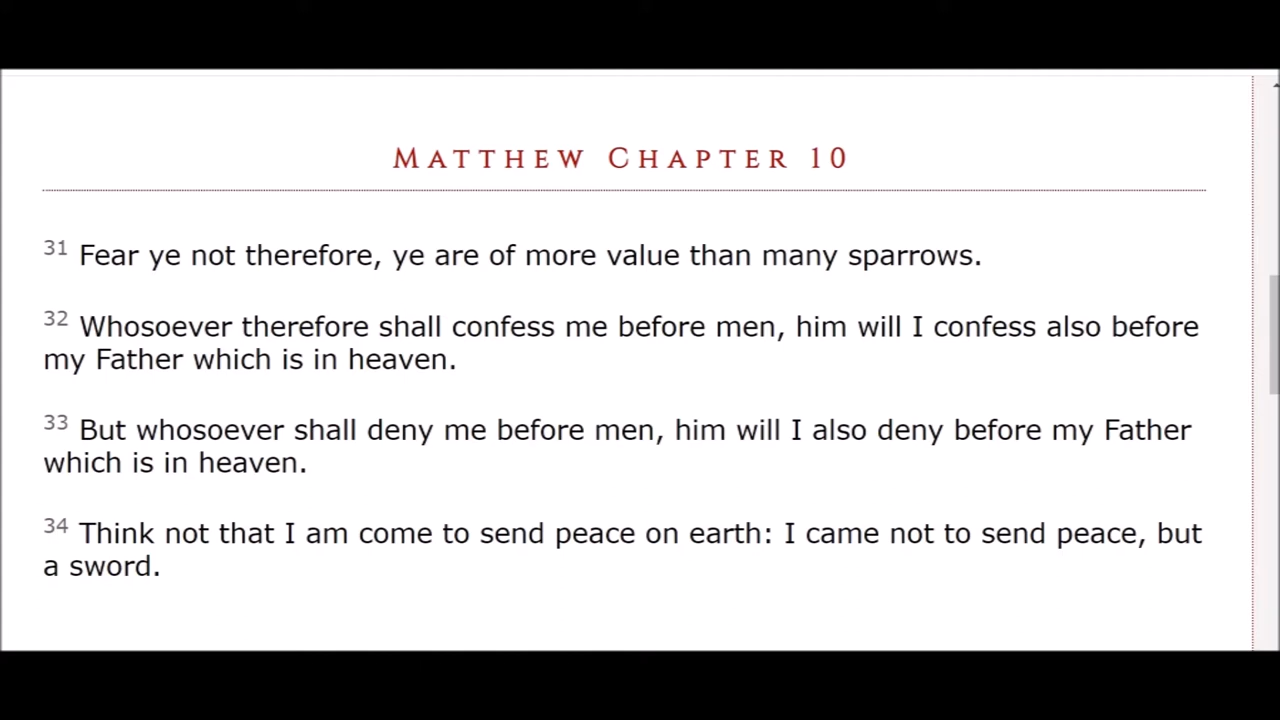 MATTHEW CHAPTER 10
31 Fear ye not therefore, ye are of more value than many sparrows.
32 Whosoever therefore shall confess me before men, him will I confess also before
my Father which is in heaven.
33 But whosoever shall deny me before men, him will I also deny before my Father
which is in heaven.
34 Think not that I am come to send peace on earth: I came not to send peace, but
a sword.